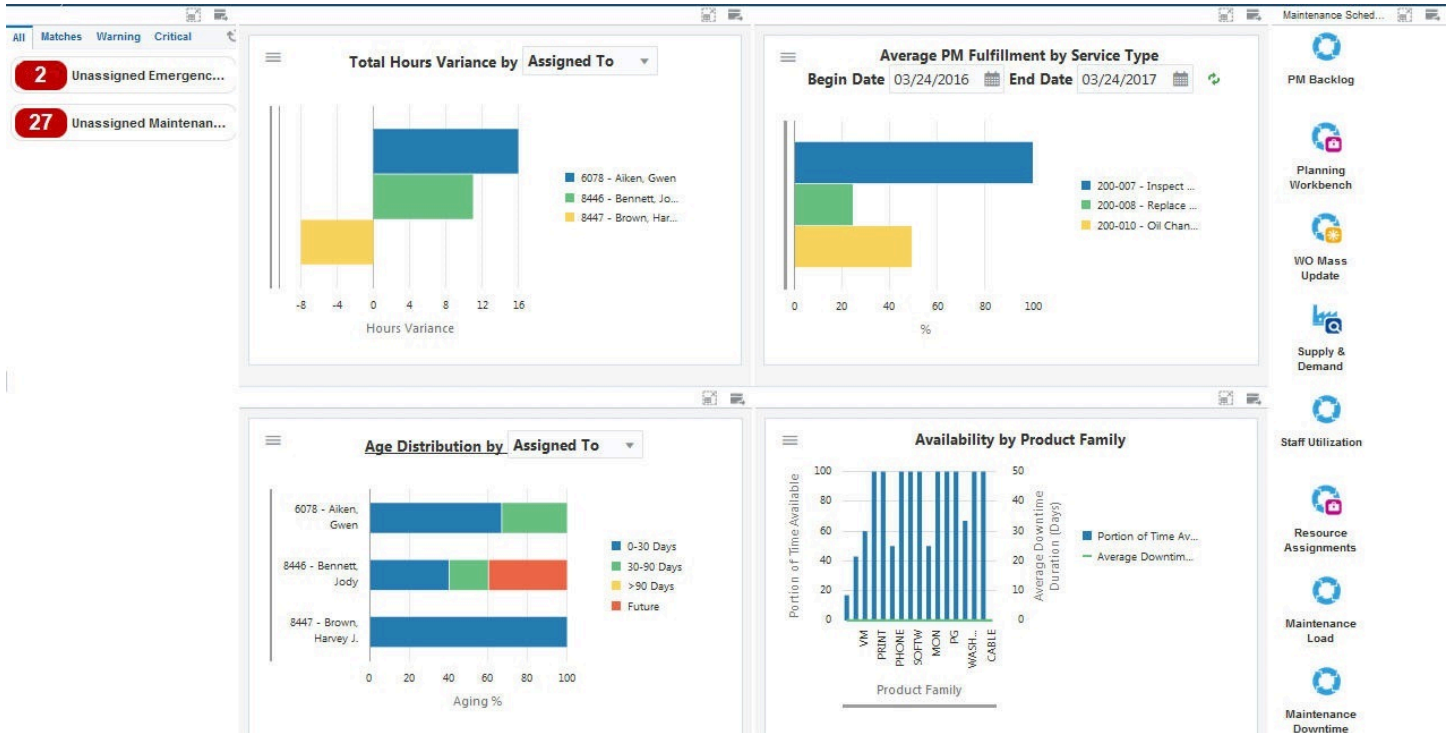 All Matches Warning Critical
2 Unassigned Emergenc...
27 Unassigned Maintenan...
Total Hours Variance by Assigned To
6078 - Aiken, Gwen
8446 - Bennett, Jo...
8447 - Brown, Har...
-8 -4 0 4 8 12 16
Hours Variance
Average PM Fulfillment by Service Type
Begin Date 03/24/2016 End Date 03/24/2017
200-007 - Inspect ...
200-008 - Replace ...
200-010 - Oil Chan...
0 20 40 60 80 100
%
Age Distribution by Assigned To
6078 - Aiken,
Gwen
8446 - Bennett,
Jody
8447 - Brown,
Harvey J.
0 20 40 60 80 100
Aging %
0-30 Days
30-90 Days
>90 Days
Future
Availability by Product Family
Portion of Time Available
100
80
60
40
20
0
50
40
30
20
10
0
Average Downtime
Duration (Days)
Portion of Time Av...
Average Downtim...
VM
PRINT
PHONE
SOFTW
MON
PG
WASH...
CABLE
Product Family
Maintenance Sched...
PM Backlog
Planning
Workbench
WO Mass
Update
Supply &
Demand
Staff Utilization
Resource
Assignments
Maintenance
Load
Maintenance
Downtime